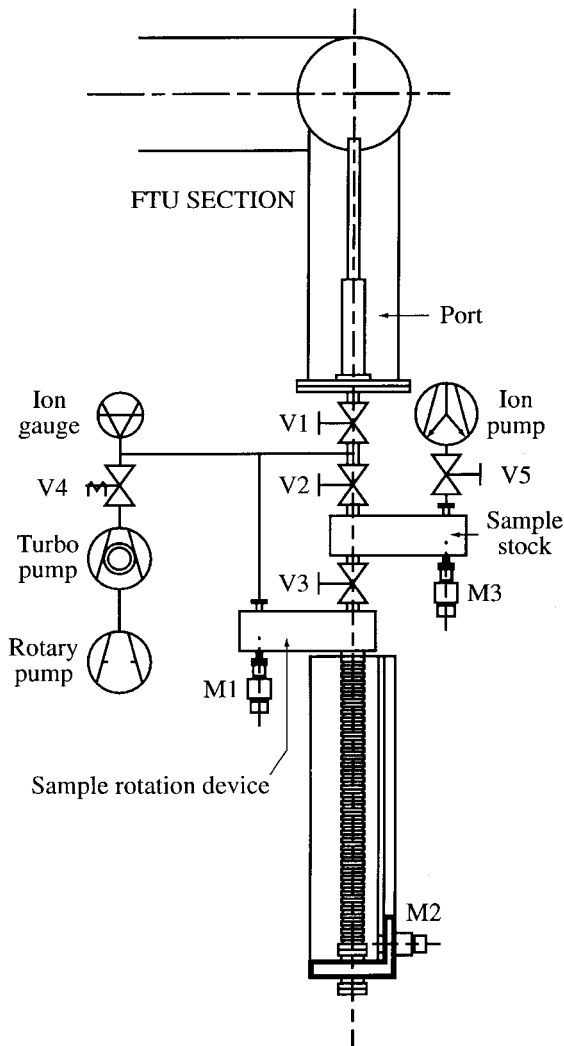 FTU SECTION
Port
Ion
gauge
V1
Ion
pump
V4
V2
V5
Turbo
pump
Sample
stock
V3
M3
Rotary
pump
M1
Sample rotation device
M2